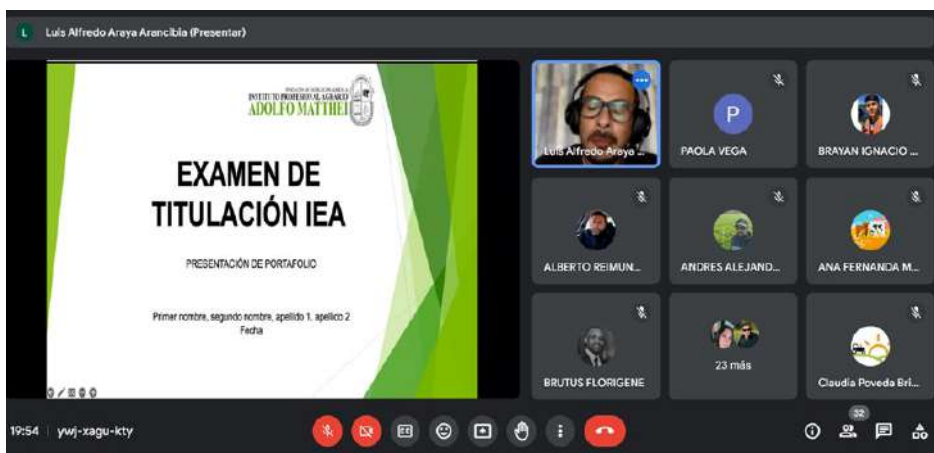 L Luis Alfredo Araya Arancibia (Presentar)
INSTITUTO PROFESIONAL AGRARIO
ADOLFO MATTHEI
EXAMEN DE
TITULACIÓN IEA
PRESENTACIÓN DE PORTAFOLIO
Primer nombre, segundo nombre, apellido 1, apellico 2
Fecha
Luis Alfredo Araya ...
P
PAOLA VEGA
BRAYAN IGNACIO ...
ALBERTO REIMUN...
ANDRES ALEJAND...
ANA FERNANDA M...
BRUTUS FLORIGENE
23 más
Claudia Poveda Bri...
19:54 ywj-xagu-kty
32